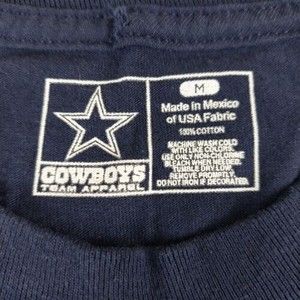 COWBOYS
TEAM APPAREL
M
Made in Mexico
of USA Fabric
100% COTTON
MACHINE WASH COLD
WITH LIKE COLORS.
USE ONLY NON-CHLORINE
BLEACH WHEN NEEDED.
TUMBLE DRY LOW.
REMOVE PROMPTLY.
DO NOT IRON IF DECORATED.